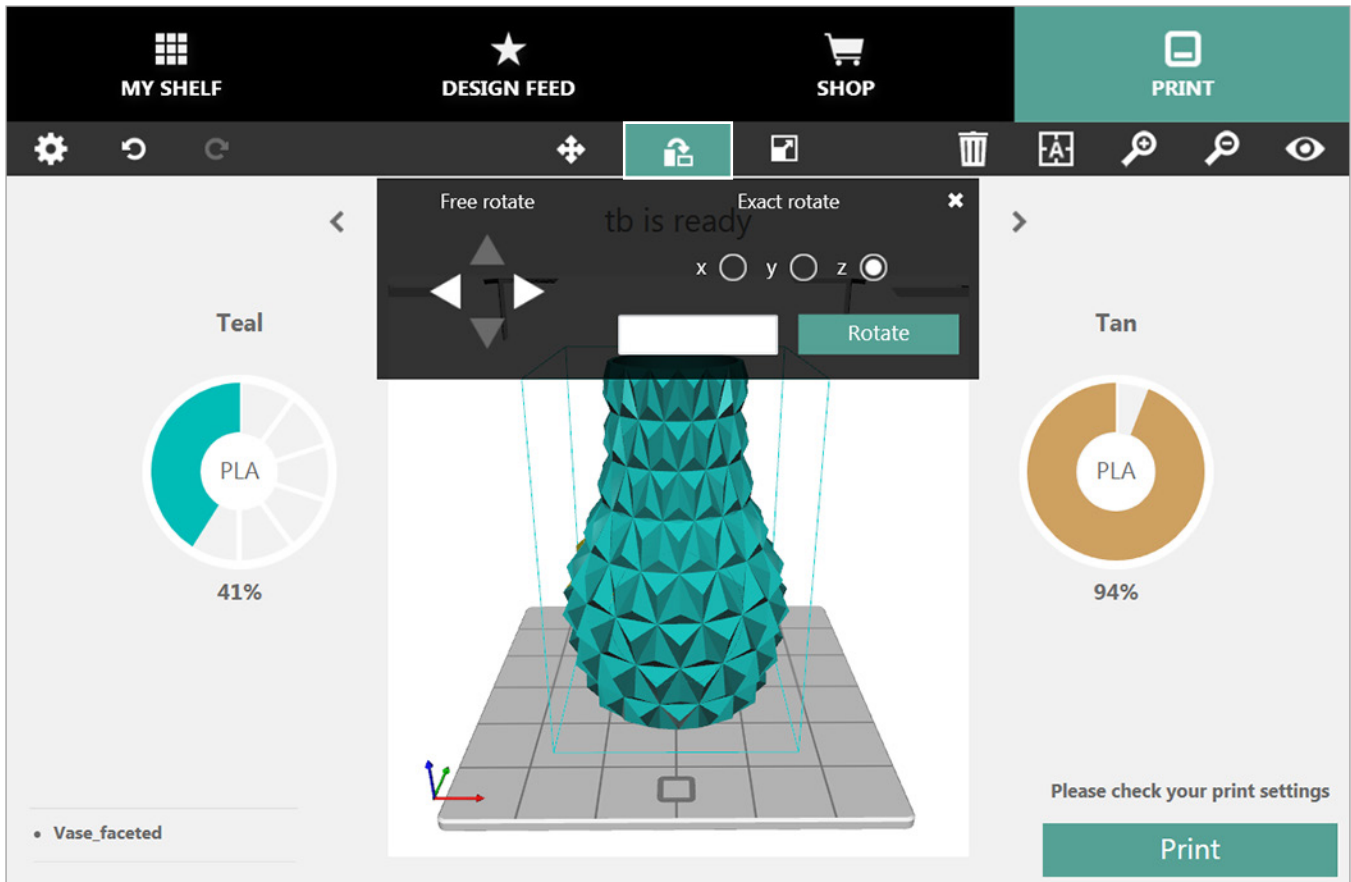 MY SHELF
DESIGN FEED
SHOP
PRINT
A
Free rotate
Exact rotate
tb is ready
x y z
Rotate
Teal
Tan
PLA
PLA
41%
94%
Vase_faceted
Please check your print settings
Print